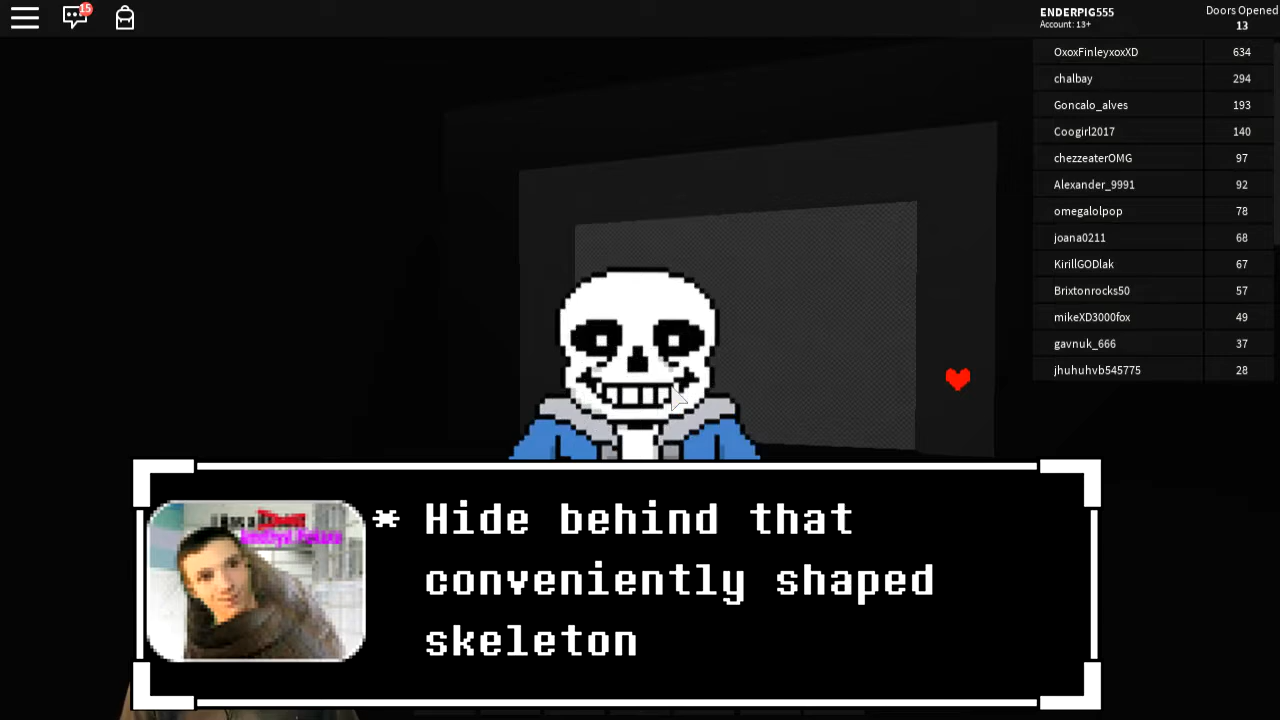 15
ENDERPIG555
Account: 13+
Doors Opened
13
OxoxFinleyxoxXD 634
chalbay 294
Goncalo_alves 193
Coogirl2017 140
chezzeaterOMG 97
Alexander_9991 92
omegalolpop 78
joana0211 68
KirillGODlak 67
Brixtonrocks50 57
mikeXD3000fox 49
gavnuk_666 37
jhuhuhvb545775 28
* Hide behind that
conveniently shaped
skeleton